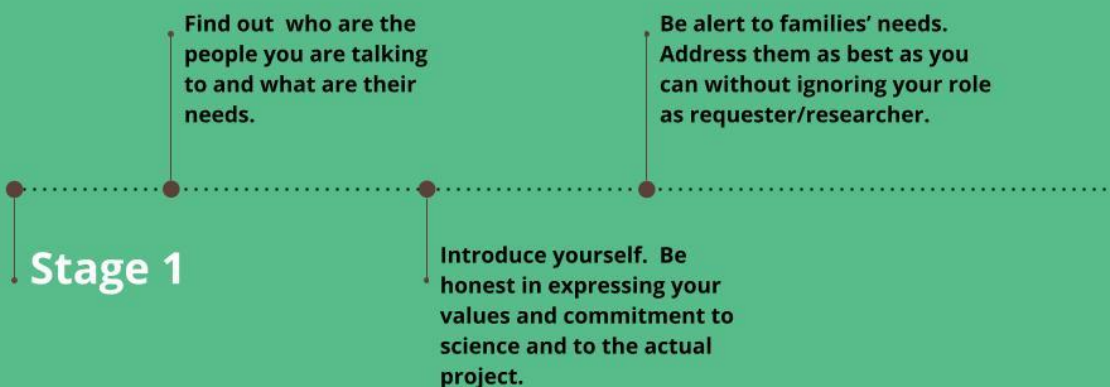 Stage 1
Find out  who are the
people you are talking
to and what are their
needs.
Introduce yourself.  Be
honest in expressing your
values and commitment to
science and to the actual
project.
Be alert to families’ needs.
Address them as best as you
can without ignoring your role
as requester/researcher.